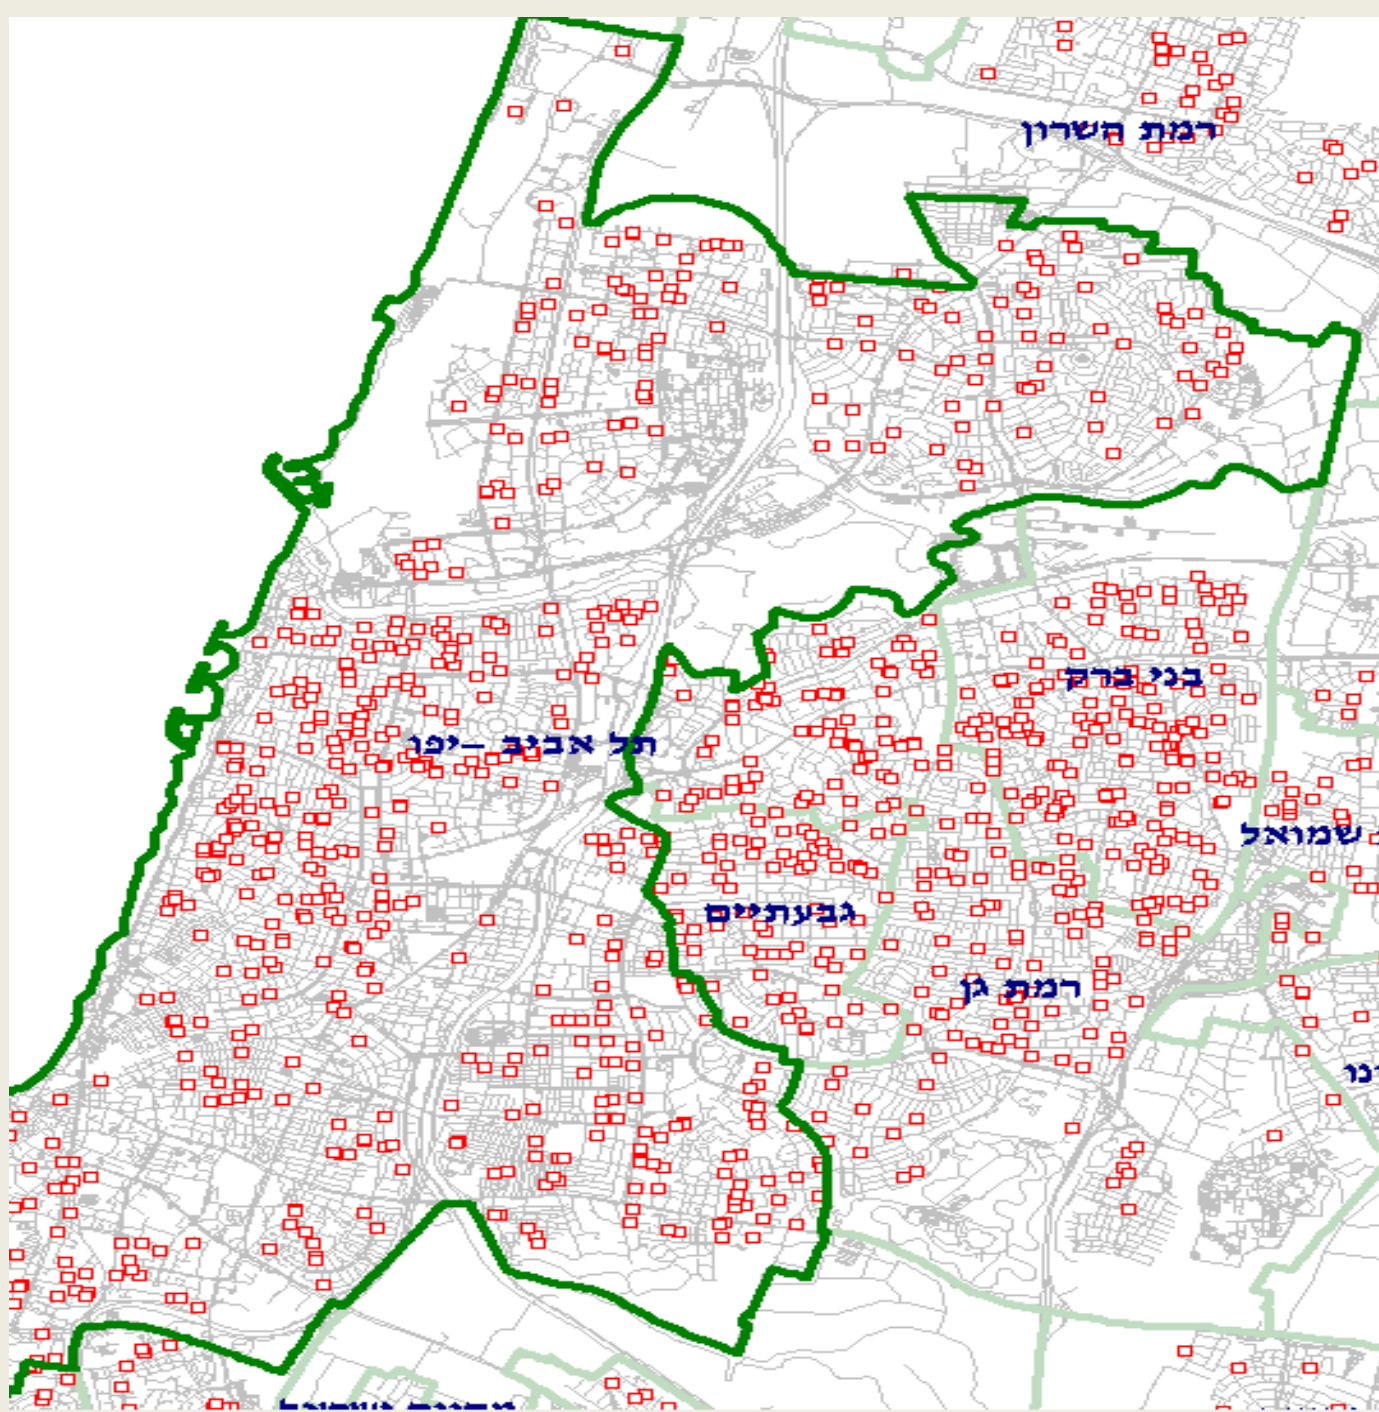 רמת השרון
בני ברק
תל אביב –יפו
שמואל
גבעתיים
רמת גן